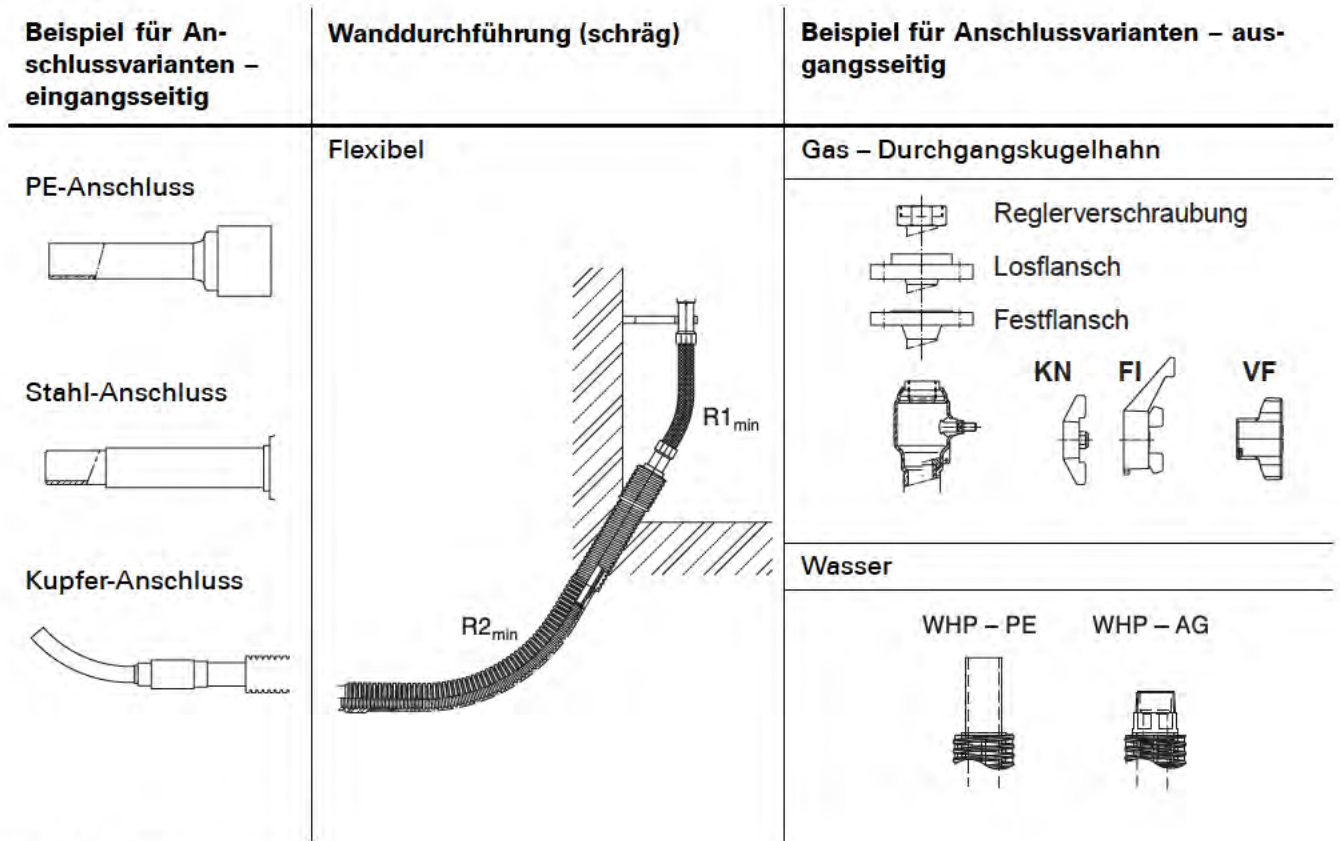 Beispiel für An-
schlussvarianten –
eingangsseitig
Wanddurchführung (schräg)
Beispiel für Anschlussvarianten – aus-
gangsseitig
PE-Anschluss
Stahl-Anschluss
Kupfer-Anschluss
Flexibel
R1min
R2min
Gas – Durchgangskugelhahn
Reglerverschraubung
Losflansch
Festflansch
KN FI VF
Wasser
WHP – PE WHP – AG